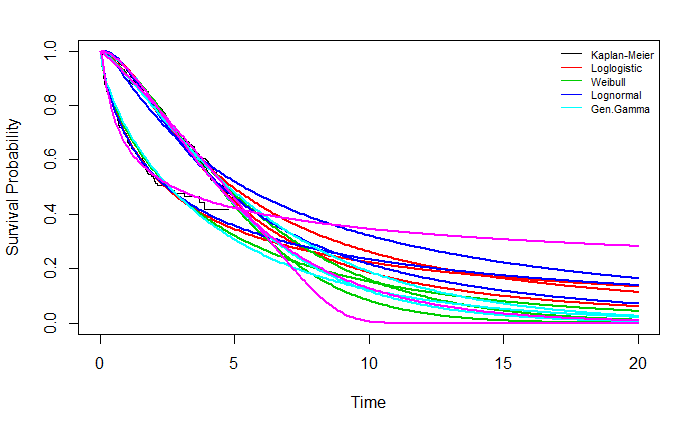 Survival Probability
1.0
0.8
0.6
0.4
0.2
0.0
Kaplan-Meier
Loglogistic
Weibull
Lognormal
Gen.Gamma
0 5 10 15 20
Time